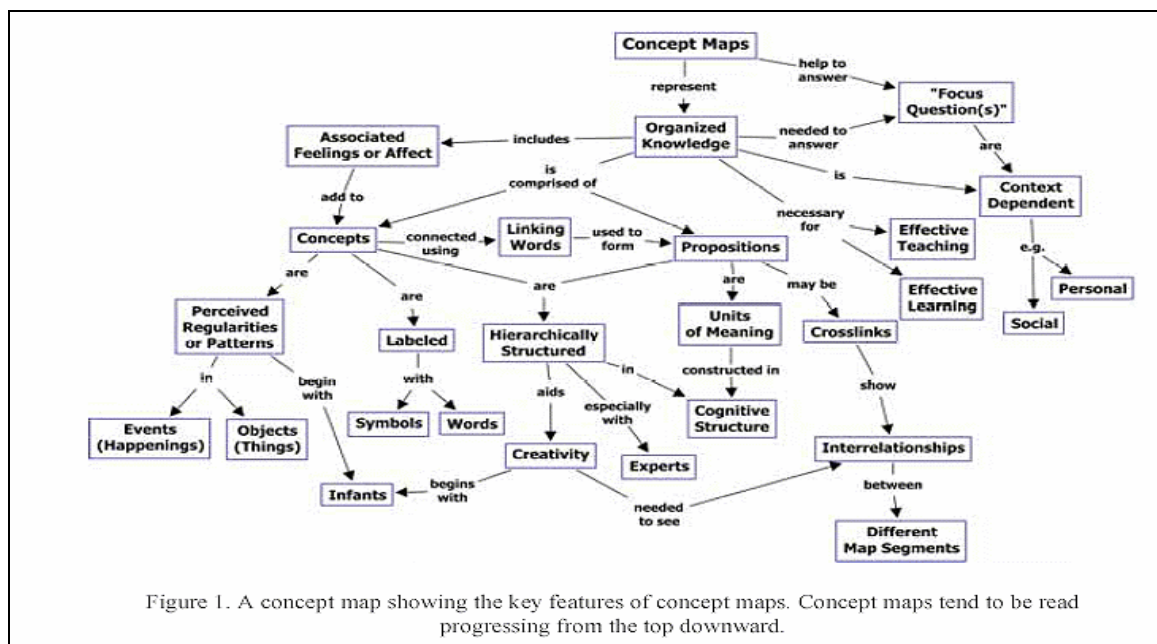 Concept Maps
help to
answer
represent
"Focus
Question(s)"
Associated
Feelings or Affect
includes
Organized
Knowledge
needed to
answer
are
is
comprised of
is
Context
Dependent
add to
necessary
for
Concepts
connected
using
Linking
Words
used to
form
Propositions
Effective
Teaching
e.g.
are
are
are
are
may be
Effective
Learning
Personal
Perceived
Regularities
or Patterns
Labeled
Hierarchically
Structured
Units
of Meaning
Crosslinks
Social
in
begin
with
with
aids
in
constructed in
show
especially
with
Events
(Happenings)
Objects
(Things)
Symbols
Words
Cognitive
Structure
Creativity
Experts
Interrelationships
Infants
begins
with
needed
to see
between
Different
Map Segments
Figure 1. A concept map showing the key features of concept maps. Concept maps tend to be read
progressing from the top downward.